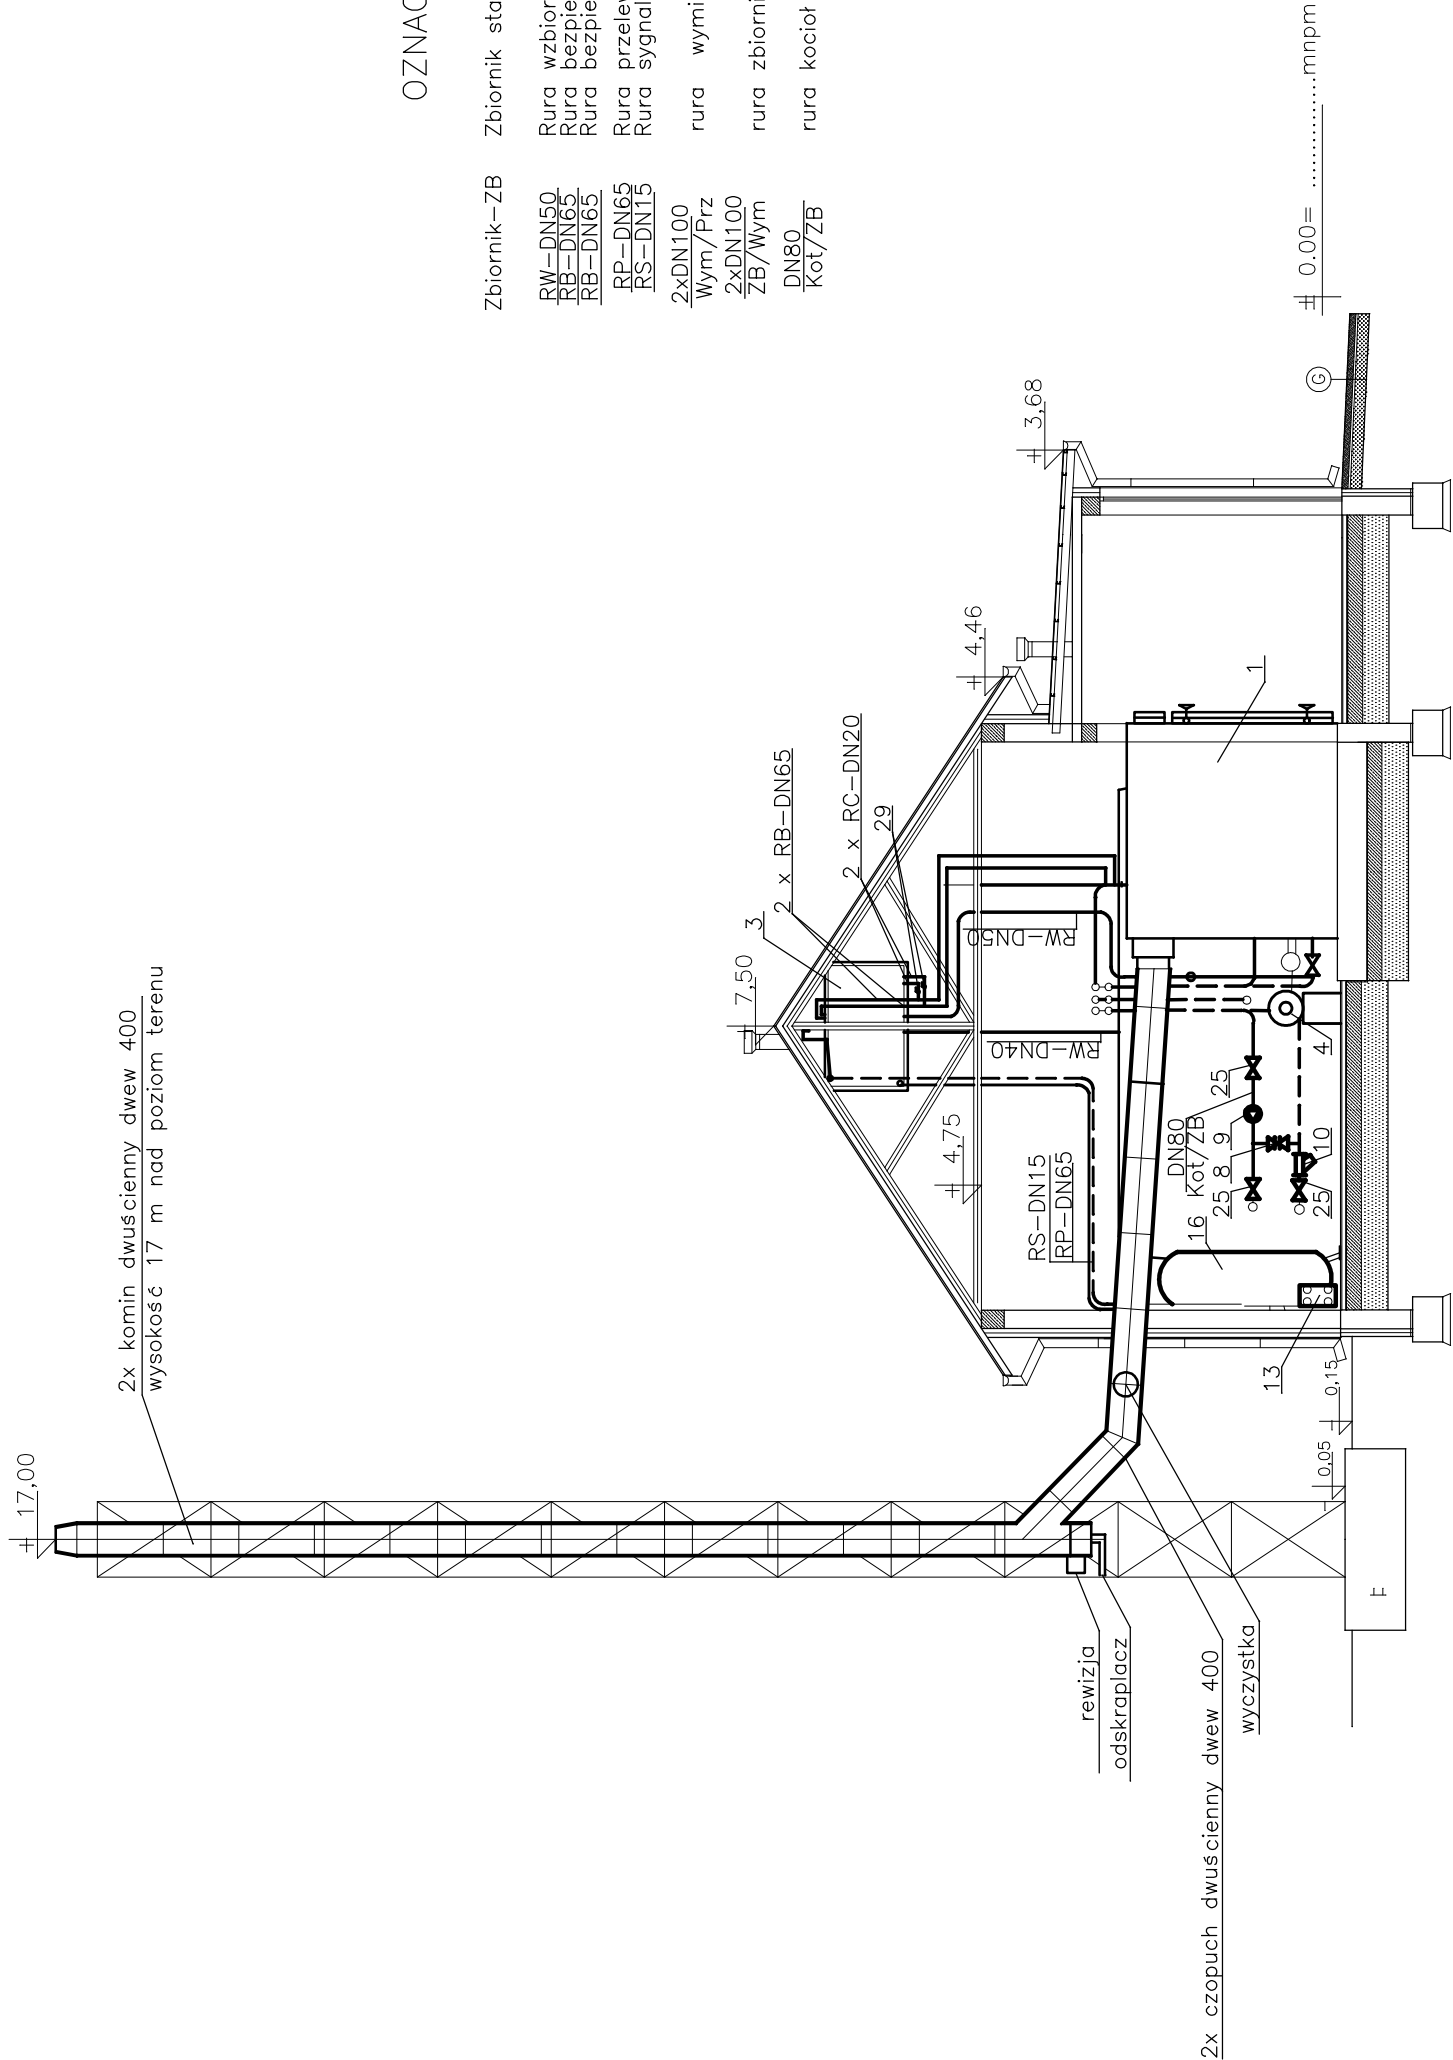 + 17,00
2x komin dwuścienny dwew 400
wysokość 17 m nad poziom terenu
OZNAC
Zbiornik-ZB Zbiornik sta
RW-DN50 Rura wzbior
RB-DN65 Rura bezpie
RB-DN65 Rura bezpie
RP-DN65 Rura przele
RS-DN15 Rura sygnal
2xDN100
Wym/Prz
rura wymi
2xDN100
ZB/Wym
rura zbiorni
DN80
Kot/ZB
rura kocioł
± 0.00= ............mnpm
+ 7,50
3
2 x RB-DN65
2 x RC-DN20
29
+ 4,46
+ 3,68
G
+ 4,75
RW-DN50
RW-DN40
RS-DN15
RP-DN65
DN80
Kot/ZB
25
8
9
25
16
25
10
4
1
13
0,15
0,05
rewizja
odskraplacz
2x czopuch dwuścienny dwew 400
wyczystka